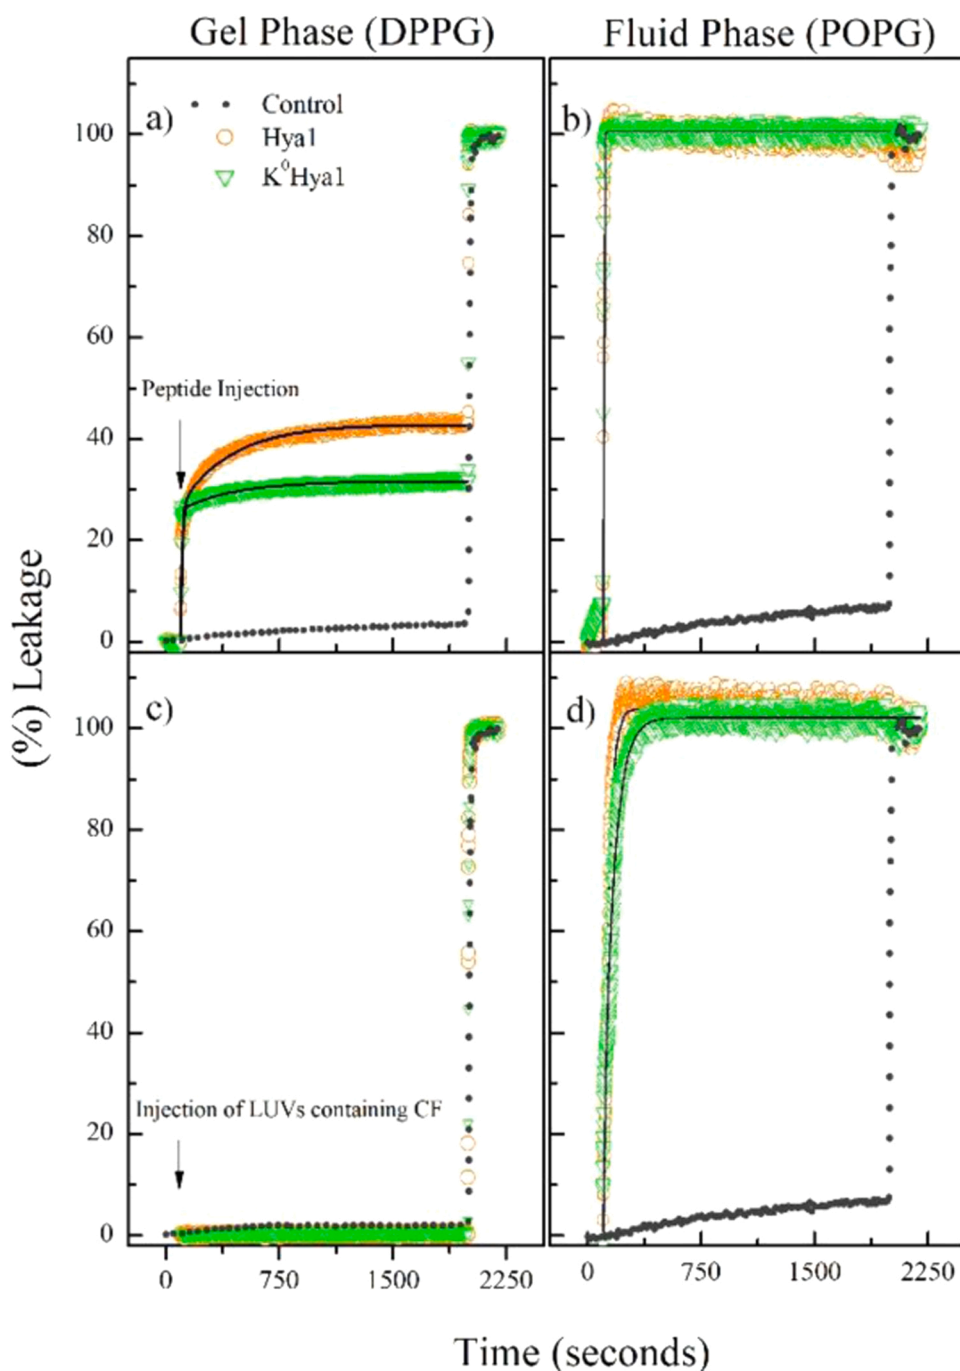 Gel Phase (DPPG)
Fluid Phase (POPG)
a)
Control
Hya1
K⁰Hya1
b)
100
80
60
Peptide Injection
40
20
0
(%) Leakage
c)
d)
100
80
60
40
Injection of LUVs containing CF
20
0
0 750 1500 2250
0 750 1500 2250
Time (seconds)